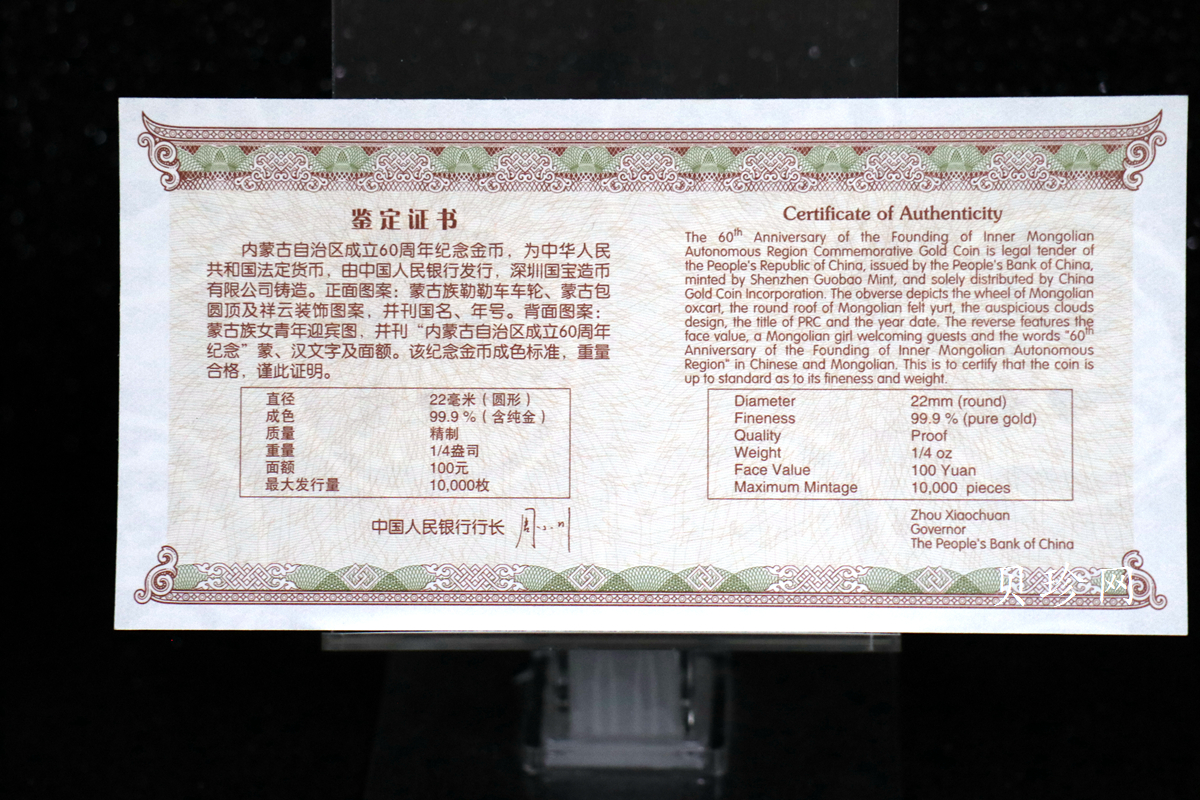 鉴定证书
内蒙古自治区成立60周年纪念金币，为中华人民
共和国法定货币，由中国人民银行发行，深圳国宝造币
有限公司铸造。正面图案：蒙古族勒勒车车轮、蒙古包
圆顶及祥云装饰图案，并刊国名、年号。背面图案：
蒙古族女青年迎宾图，并刊“内蒙古自治区成立60周年
纪念”蒙、汉文字及面额。该纪念金币成色标准，重量
合格，谨此证明。
直径 22毫米（圆形）
成色 99.9％（含纯金）
质量 精制
重量 1/4盎司
面额 100元
最大发行量 10,000枚
中国人民银行行长
Certificate of Authenticity
The 60th Anniversary of the Founding of Inner Mongolian
Autonomous Region Commemorative Gold Coin is legal tender of
the People's Republic of China, issued by the People's Bank of China,
minted by Shenzhen Guobao Mint, and solely distributed by China
Gold Coin Incorporation. The obverse depicts the wheel of Mongolian
oxcart, the round roof of Mongolian felt yurt, the auspicious clouds
design, the title of PRC and the year date. The reverse features the
face value, a Mongolian girl welcoming guests and the words "60th
Anniversary of the Founding of Inner Mongolian Autonomous
Region" in Chinese and Mongolian. This is to certify that the coin is
up to standard as to its fineness and weight.
Diameter 22mm (round)
Fineness 99.9 % (pure gold)
Quality Proof
Weight 1/4 oz
Face Value 100 Yuan
Maximum Mintage 10,000 pieces
Zhou Xiaochuan
Governor
The People's Bank of China
贝珍网